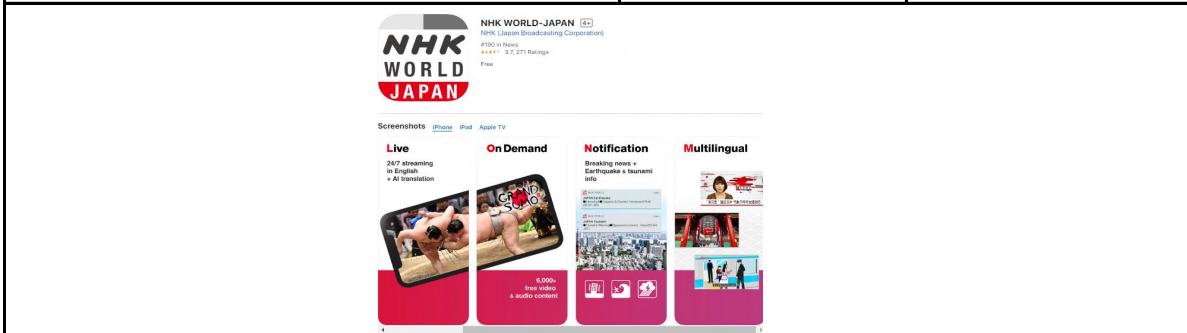 NHK WORLD-JAPAN 4+
NHK (Japan Broadcasting Corporation)
#190 in News
3.7, 271 Ratings
Free
NHK
WORLD
JAPAN
Screenshots iPhone iPad Apple TV
Live
24/7 streaming
in English
+ AI translation
On Demand
GRAND
SUMO
6,000+
free video
& audio content
Notification
Breaking news +
Earthquake & tsunami
info
Multilingual